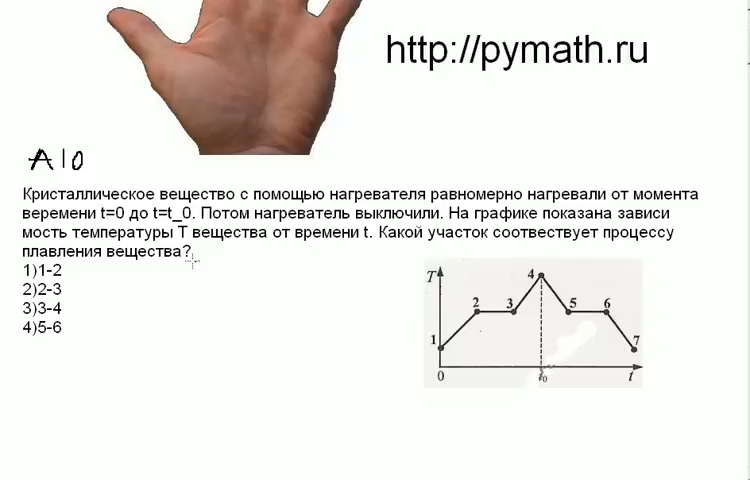 http://pymath.ru
A10
Кристаллическое вещество с помощью нагревателя равномерно нагревали от момента
веремени t=0 до t=t_0. Потом нагреватель выключили. На графике показана зависи
мость температуры T вещества от времени t. Какой участок соотвествует процессу
плавления вещества?
1)1-2
2)2-3
3)3-4
4)5-6
T
4
2 3 5 6
1 7
0 t₀ t